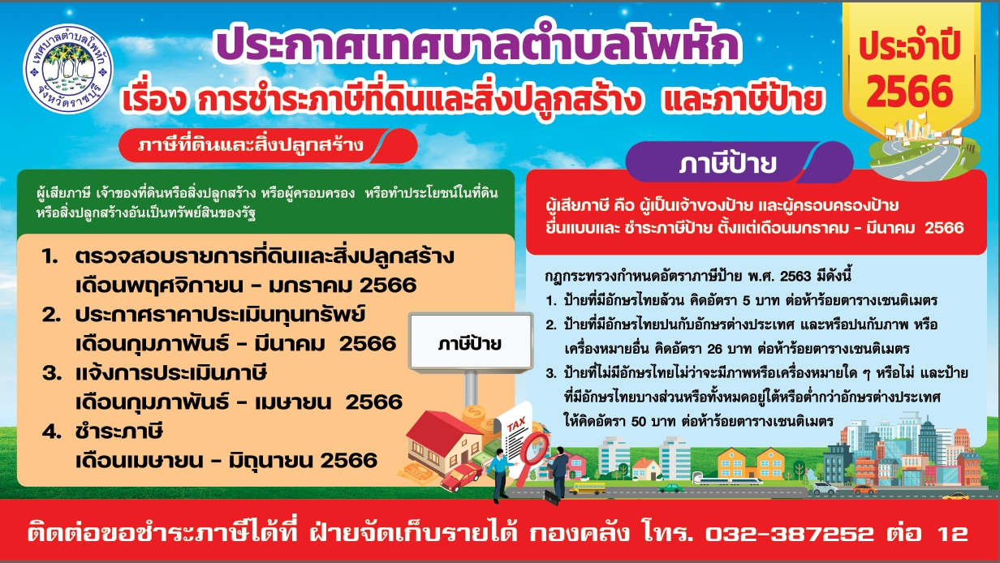 เทศบาลตำบลโพหัก
จังหวัดราชบุรี
ประกาศเทศบาลตำบลโพหัก
เรื่อง การชำระภาษีที่ดินและสิ่งปลูกสร้าง และภาษีป้าย
ประจำปี
2566
ภาษีที่ดินและสิ่งปลูกสร้าง
ผู้เสียภาษี เจ้าของที่ดินหรือสิ่งปลูกสร้าง หรือผู้ครอบครอง หรือทำประโยชน์ในที่ดิน
หรือสิ่งปลูกสร้างอันเป็นทรัพย์สินของรัฐ
1. ตรวจสอบรายการที่ดินและสิ่งปลูกสร้าง
เดือนพฤศจิกายน - มกราคม 2566
2. ประกาศราคาประเมินทุนทรัพย์
เดือนกุมภาพันธ์ - มีนาคม 2566
3. แจ้งการประเมินภาษี
เดือนกุมภาพันธ์ - เมษายน 2566
4. ชำระภาษี
เดือนเมษายน - มิถุนายน 2566
ภาษีป้าย
TAX
ภาษีป้าย
ผู้เสียภาษี คือ ผู้เป็นเจ้าของป้าย และผู้ครอบครองป้าย
ยื่นแบบและ ชำระภาษีป้าย ตั้งแต่เดือนมกราคม - มีนาคม 2566
กฎกระทรวงกำหนดอัตราภาษีป้าย พ.ศ. 2563 มีดังนี้
1. ป้ายที่มีอักษรไทยล้วน คิดอัตรา 5 บาท ต่อห้าร้อยตารางเซนติเมตร
2. ป้ายที่มีอักษรไทยปนกับอักษรต่างประเทศ และหรือปนกับภาพ หรือ
เครื่องหมายอื่น คิดอัตรา 26 บาท ต่อห้าร้อยตารางเซนติเมตร
3. ป้ายที่ไม่มีอักษรไทยไม่ว่าจะมีภาพหรือเครื่องหมายใด ๆ หรือไม่ และป้าย
ที่มีอักษรไทยบางส่วนหรือทั้งหมดอยู่ใต้หรือต่ำกว่าอักษรต่างประเทศ
ให้คิดอัตรา 50 บาท ต่อห้าร้อยตารางเซนติเมตร
ติดต่อขอชำระภาษีได้ที่ ฝ่ายจัดเก็บรายได้ กองคลัง โทร. 032-387252 ต่อ 12